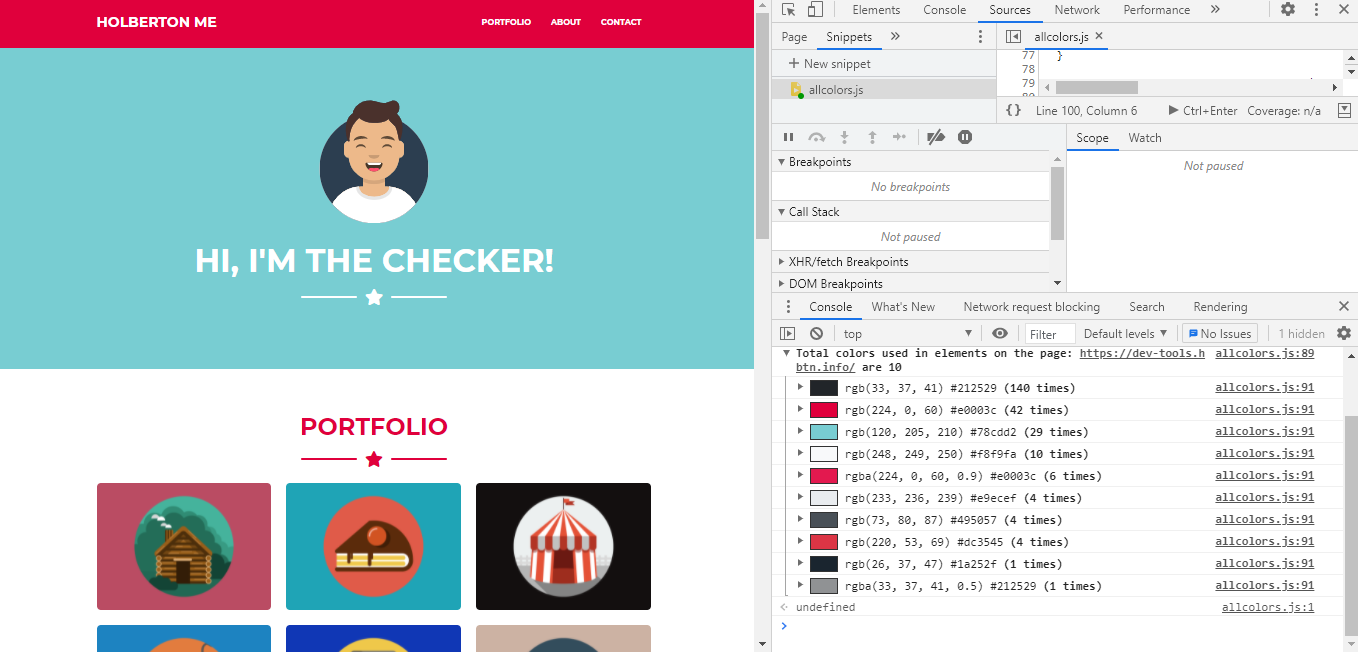 HOLBERTON ME
PORTFOLIO ABOUT CONTACT
HI, I'M THE CHECKER!
PORTFOLIO
Elements Console Sources Network Performance »
Page Snippets »
allcolors.js ×
+ New snippet
allcolors.js
77 }
78
79
{ } Line 100, Column 6 Ctrl+Enter Coverage: n/a
Scope Watch
Breakpoints
No breakpoints
Not paused
Call Stack
Not paused
XHR/fetch Breakpoints
DOM Breakpoints
Console What's New Network request blocking Search Rendering
top Filter Default levels No Issues 1 hidden
Total colors used in elements on the page: https://dev-tools.h allcolors.js:89
btn.info/ are 10
rgb(33, 37, 41) #212529 (140 times) allcolors.js:91
rgb(224, 0, 60) #e0003c (42 times) allcolors.js:91
rgb(120, 205, 210) #78cdd2 (29 times) allcolors.js:91
rgb(248, 249, 250) #f8f9fa (10 times) allcolors.js:91
rgba(224, 0, 60, 0.9) #e0003c (6 times) allcolors.js:91
rgb(233, 236, 239) #e9ecef (4 times) allcolors.js:91
rgb(73, 80, 87) #495057 (4 times) allcolors.js:91
rgb(220, 53, 69) #dc3545 (4 times) allcolors.js:91
rgb(26, 37, 47) #1a252f (1 times) allcolors.js:91
rgba(33, 37, 41, 0.5) #212529 (1 times) allcolors.js:91
undefined allcolors.js:1